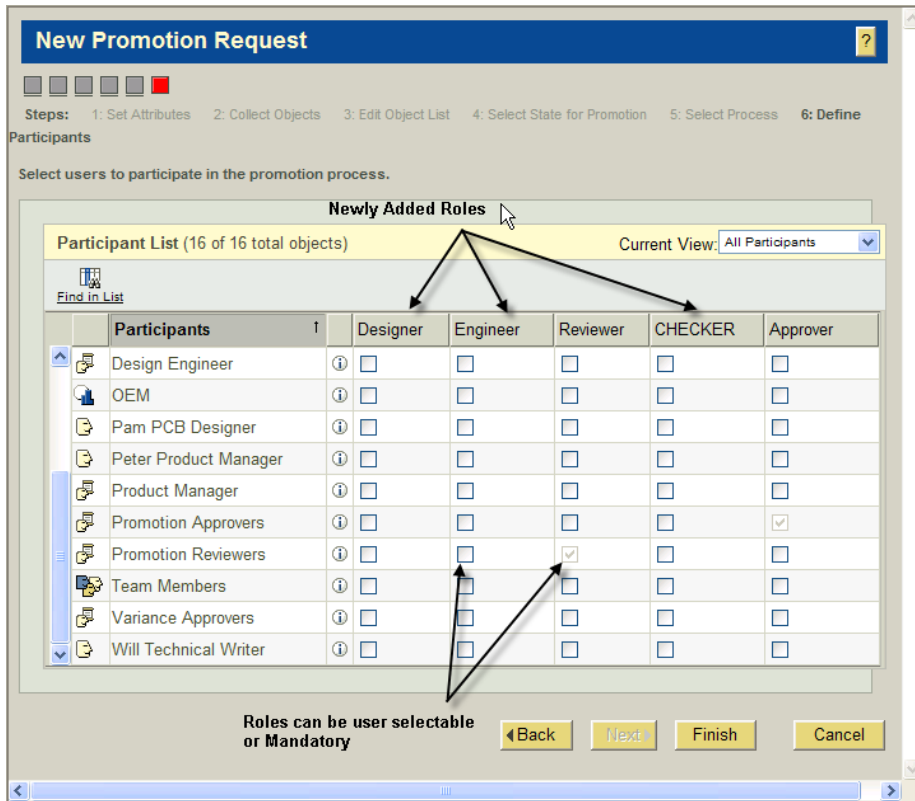 New Promotion Request
?
Steps: 1: Set Attributes 2: Collect Objects 3: Edit Object List 4: Select State for Promotion 5: Select Process 6: Define
Participants
Select users to participate in the promotion process.
Newly Added Roles
Participant List (16 of 16 total objects) Current View: All Participants
Find in List
Participants ↑ Designer Engineer Reviewer CHECKER Approver
Design Engineer
OEM
Pam PCB Designer
Peter Product Manager
Product Manager
Promotion Approvers
Promotion Reviewers
Team Members
Variance Approvers
Will Technical Writer
Roles can be user selectable
or Mandatory
Back Next Finish Cancel